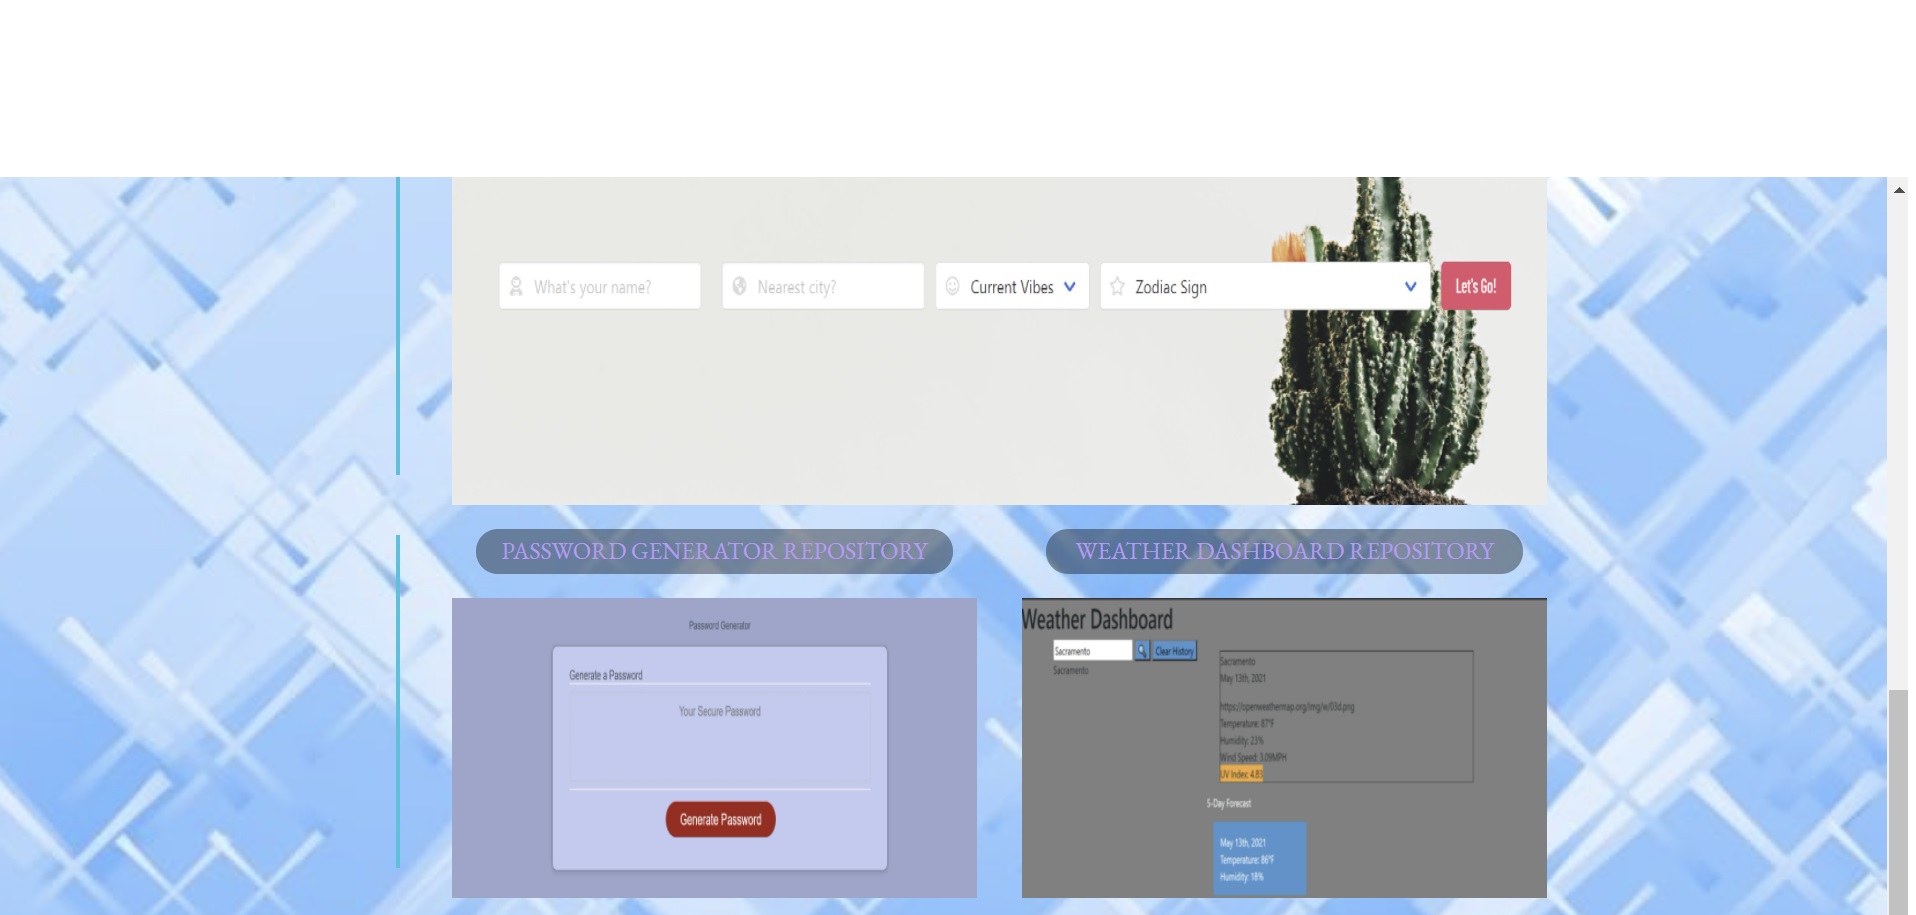 What's your name?
Nearest city?
Current Vibes
Zodiac Sign
Let's Go!
PASSWORD GENERATOR REPOSITORY
WEATHER DASHBOARD REPOSITORY
Password Generator
Generate a Password
Your Secure Password
Generate Password
Weather Dashboard
Sacramento
Clear History
Sacramento
Sacramento
May 13th, 2021
https://openweathermap.org/img/w/03d.png
Temperature: 87°F
Humidity: 23%
Wind Speed: 3.09MPH
UV Index: 4.83
5-Day Forecast
May 13th, 2021
Temperature: 86°F
Humidity: 18%